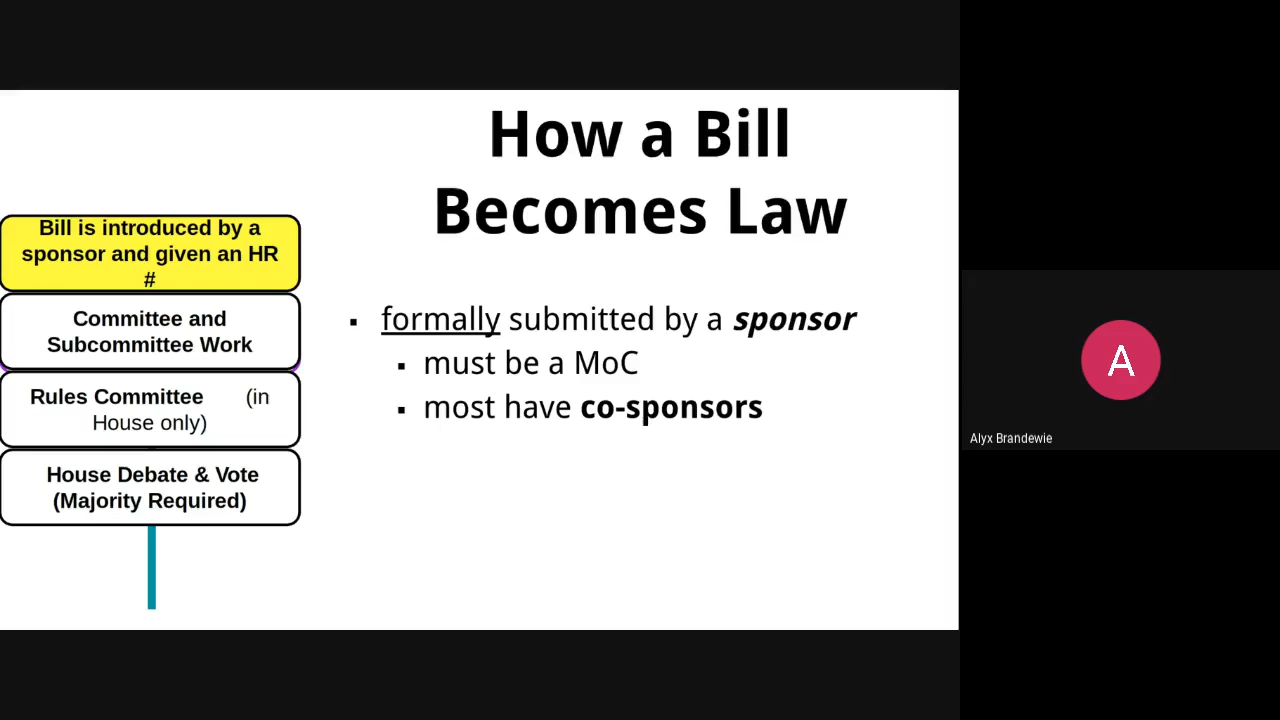 How a Bill
Becomes Law
Bill is introduced by a
sponsor and given an HR
#
Committee and
Subcommittee Work
Rules Committee (in
House only)
House Debate & Vote
(Majority Required)
▪ formally submitted by a sponsor
▪ must be a MoC
▪ most have co-sponsors
A
Alyx Brandewie